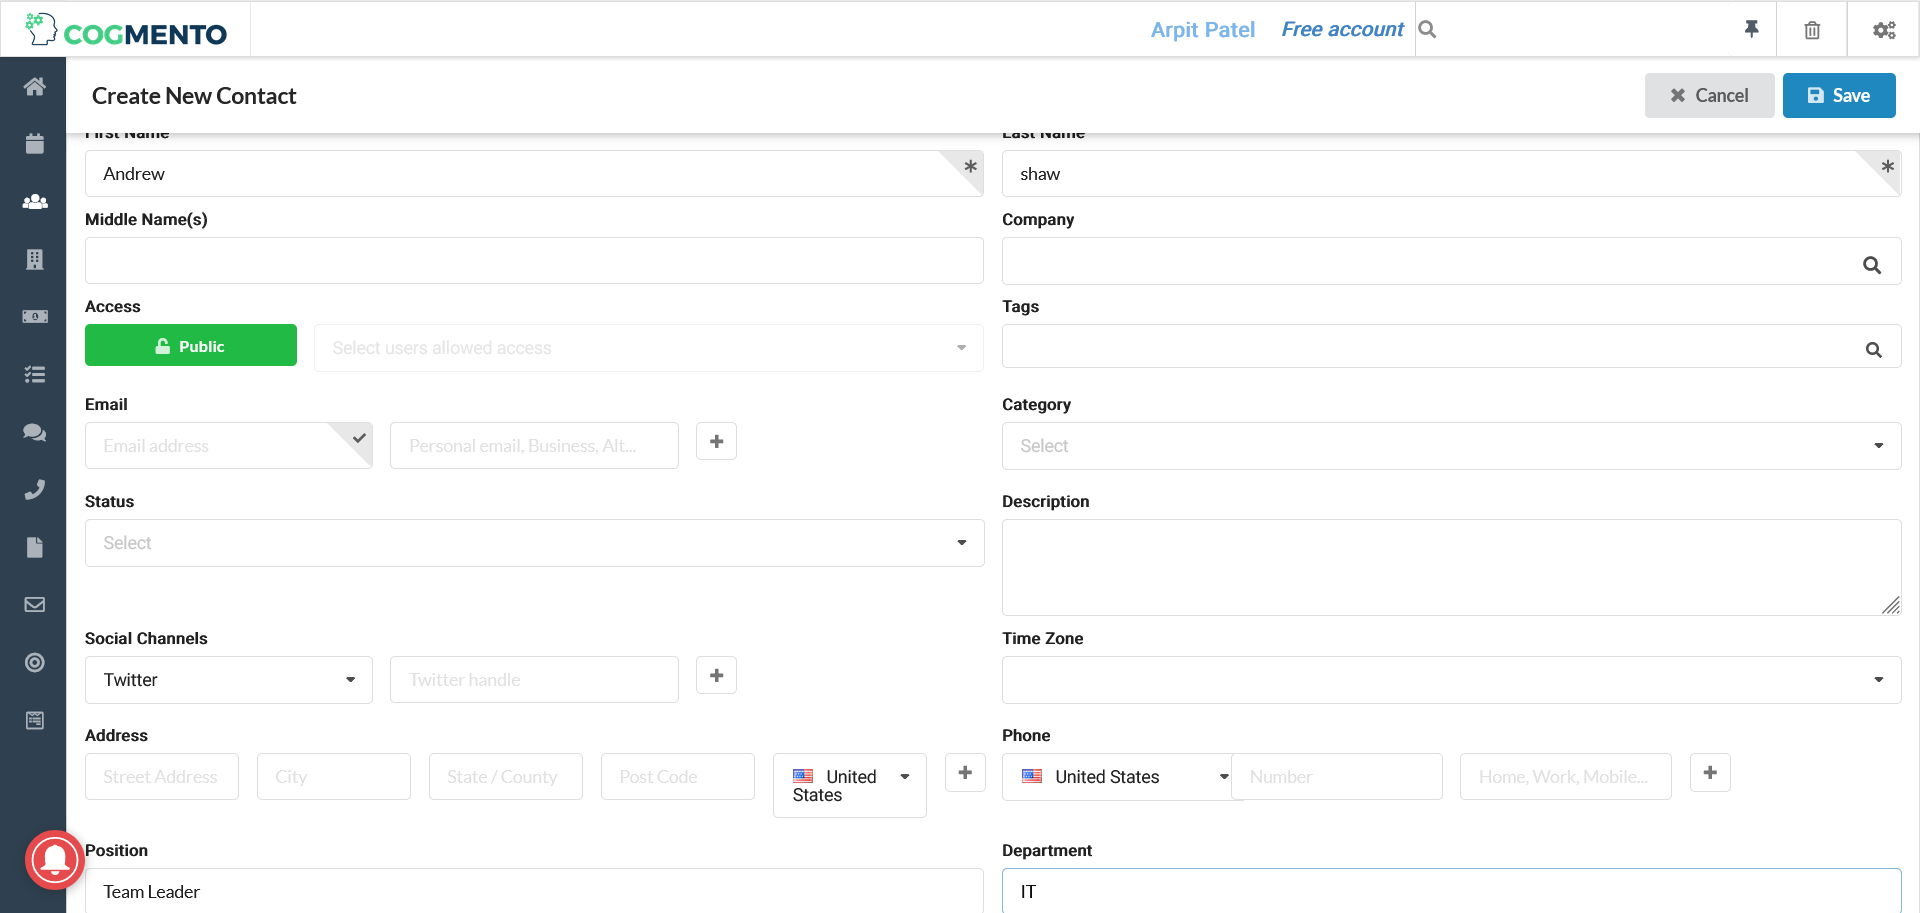 COGMENTO
Arpit Patel
Free account
Create New Contact
Cancel
Save
First Name
Last Name
Andrew
shaw
Middle Name(s)
Company
Access
Tags
Public
Select users allowed access
Email
Category
Email address
Personal email, Business, Alt...
Select
Status
Description
Select
Social Channels
Time Zone
Twitter
Twitter handle
Address
Phone
Street Address
City
State / County
Post Code
United
States
United States
Number
Home, Work, Mobile...
Position
Department
Team Leader
IT